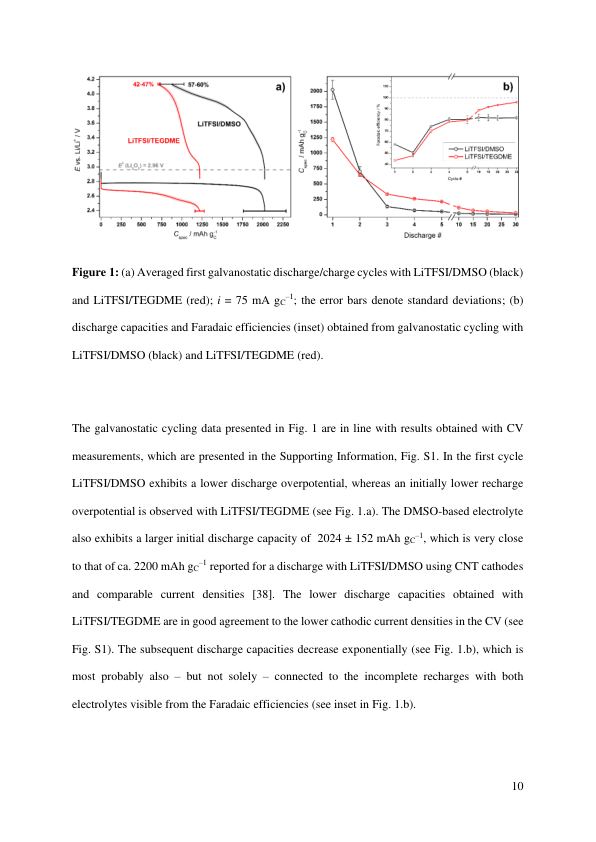 4.2
4.0
3.8
3.6
3.4
3.2
3.0
2.8
2.6
2.4
E vs. Li/Li⁺ / V
42-47%
57-60%
a)
LiTFSI/DMSO
LiTFSI/TEGDME
E⁰ (Li₂O₂) = 2.96 V
0 250 500 750 1000 1250 1500 1750 2000 2250
C_spec / mAh g_C⁻¹
2000
1750
1500
1250
1000
750
500
250
0
C_spec / mAh g_C⁻¹
b)
Faradaic efficiency / %
LiTFSI/DMSO
LiTFSI/TEGDME
Cycle #
1 2 3 4 5 10 15 20 25 30
Discharge #
Figure 1: (a) Averaged first galvanostatic discharge/charge cycles with LiTFSI/DMSO (black)
and LiTFSI/TEGDME (red); i = 75 mA g_C⁻¹; the error bars denote standard deviations; (b)
discharge capacities and Faradaic efficiencies (inset) obtained from galvanostatic cycling with
LiTFSI/DMSO (black) and LiTFSI/TEGDME (red).
The galvanostatic cycling data presented in Fig. 1 are in line with results obtained with CV
measurements, which are presented in the Supporting Information, Fig. S1. In the first cycle
LiTFSI/DMSO exhibits a lower discharge overpotential, whereas an initially lower recharge
overpotential is observed with LiTFSI/TEGDME (see Fig. 1.a). The DMSO-based electrolyte
also exhibits a larger initial discharge capacity of 2024 ± 152 mAh g_C⁻¹, which is very close
to that of ca. 2200 mAh g_C⁻¹ reported for a discharge with LiTFSI/DMSO using CNT cathodes
and comparable current densities [38]. The lower discharge capacities obtained with
LiTFSI/TEGDME are in good agreement to the lower cathodic current densities in the CV (see
Fig. S1). The subsequent discharge capacities decrease exponentially (see Fig. 1.b), which is
most probably also – but not solely – connected to the incomplete recharges with both
electrolytes visible from the Faradaic efficiencies (see inset in Fig. 1.b).
10